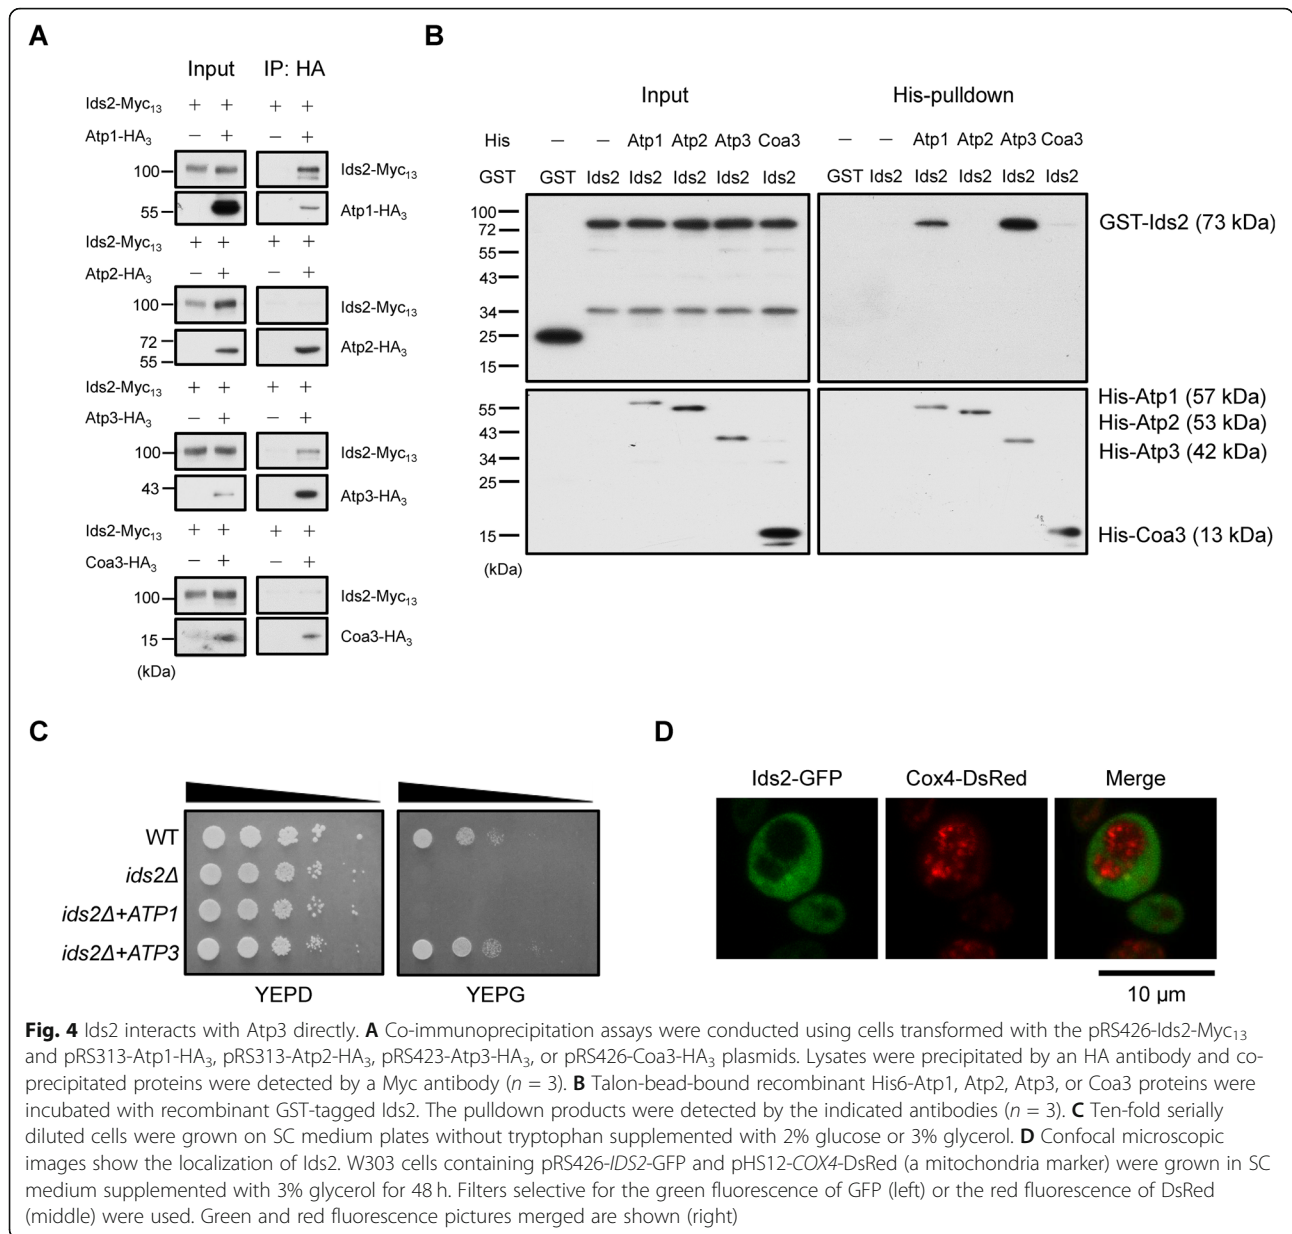 A
Input IP: HA
Ids2-Myc13 + + + +
Atp1-HA3 − + − +
100 Ids2-Myc13
55 Atp1-HA3
Ids2-Myc13 + + + +
Atp2-HA3 − + − +
100 Ids2-Myc13
72
55 Atp2-HA3
Ids2-Myc13 + + + +
Atp3-HA3 − + − +
100 Ids2-Myc13
43 Atp3-HA3
Ids2-Myc13 + + + +
Coa3-HA3 − + − +
100 Ids2-Myc13
15 Coa3-HA3
(kDa)
B
Input His-pulldown
His − − Atp1 Atp2 Atp3 Coa3 − − Atp1 Atp2 Atp3 Coa3
GST GST Ids2 Ids2 Ids2 Ids2 Ids2 GST Ids2 Ids2 Ids2 Ids2 Ids2
100
72 GST-Ids2 (73 kDa)
55
43
34
25
15
55 His-Atp1 (57 kDa)
His-Atp2 (53 kDa)
43
34 His-Atp3 (42 kDa)
25
15 His-Coa3 (13 kDa)
(kDa)
C
WT
ids2Δ
ids2Δ+ATP1
ids2Δ+ATP3
YEPD YEPG
D
Ids2-GFP Cox4-DsRed Merge
10 µm
Fig. 4 Ids2 interacts with Atp3 directly. A Co-immunoprecipitation assays were conducted using cells transformed with the pRS426-Ids2-Myc13
and pRS313-Atp1-HA3, pRS313-Atp2-HA3, pRS423-Atp3-HA3, or pRS426-Coa3-HA3 plasmids. Lysates were precipitated by an HA antibody and co-
precipitated proteins were detected by a Myc antibody (n = 3). B Talon-bead-bound recombinant His6-Atp1, Atp2, Atp3, or Coa3 proteins were
incubated with recombinant GST-tagged Ids2. The pulldown products were detected by the indicated antibodies (n = 3). C Ten-fold serially
diluted cells were grown on SC medium plates without tryptophan supplemented with 2% glucose or 3% glycerol. D Confocal microscopic
images show the localization of Ids2. W303 cells containing pRS426-IDS2-GFP and pHS12-COX4-DsRed (a mitochondria marker) were grown in SC
medium supplemented with 3% glycerol for 48 h. Filters selective for the green fluorescence of GFP (left) or the red fluorescence of DsRed
(middle) were used. Green and red fluorescence pictures merged are shown (right)